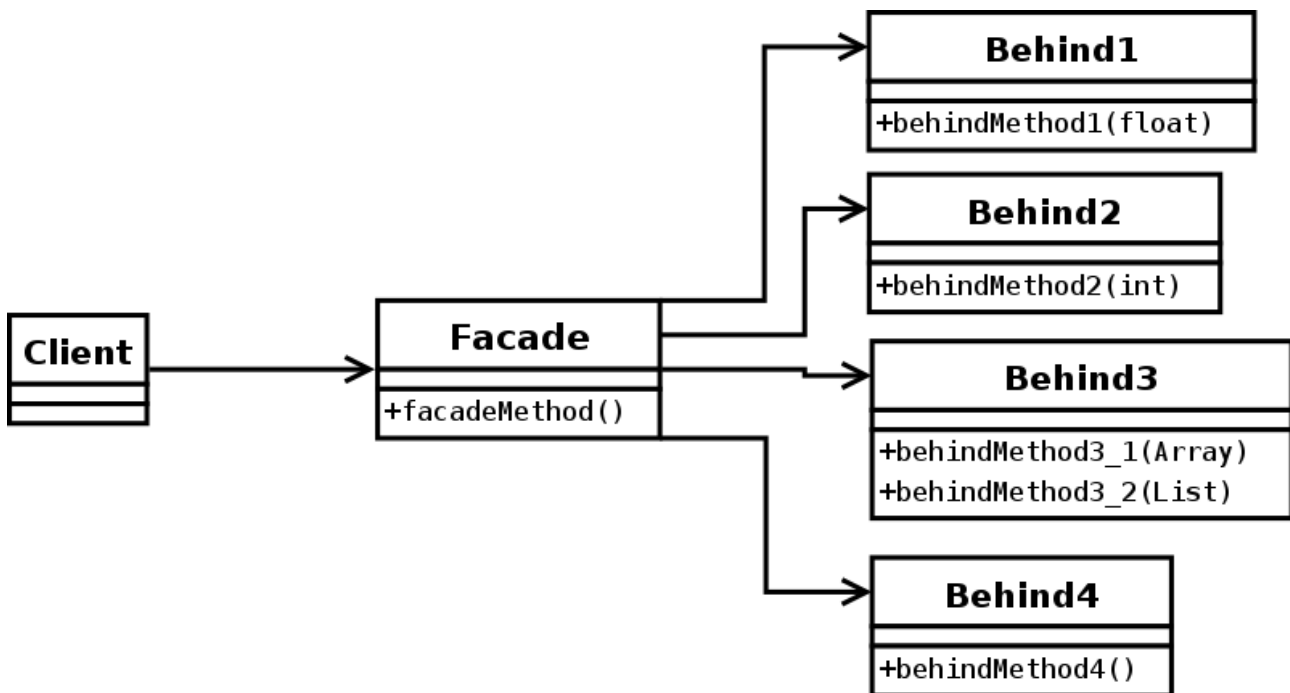 Client
Facade
+facadeMethod()
Behind1
+behindMethod1(float)
Behind2
+behindMethod2(int)
Behind3
+behindMethod3_1(Array)
+behindMethod3_2(List)
Behind4
+behindMethod4()